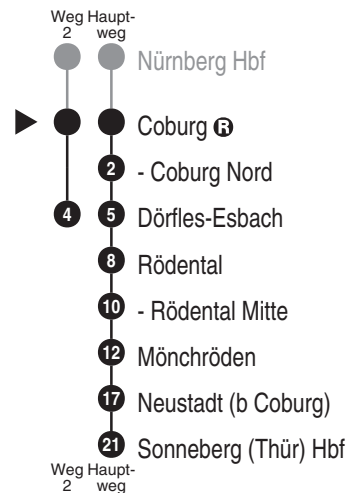 Weg Haupt-
2 weg
Nürnberg Hbf
Coburg R
2 - Coburg Nord
4 5 Dörfles-Esbach
8 Rödental
10 - Rödental Mitte
12 Mönchröden
17 Neustadt (b Coburg)
21 Sonneberg (Thür) Hbf
Weg Haupt-
2 weg